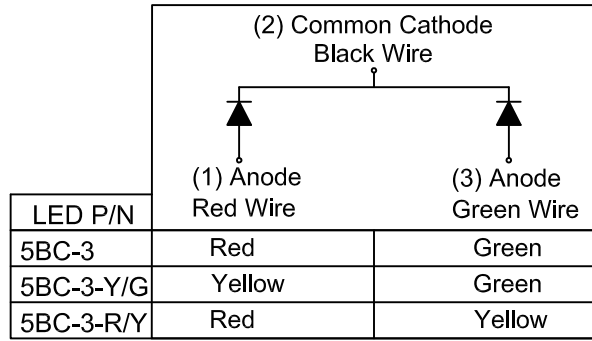 (2) Common Cathode
Black Wire
(1) Anode
Red Wire
(3) Anode
Green Wire
LED P/N
5BC-3 Red Green
5BC-3-Y/G Yellow Green
5BC-3-R/Y Red Yellow